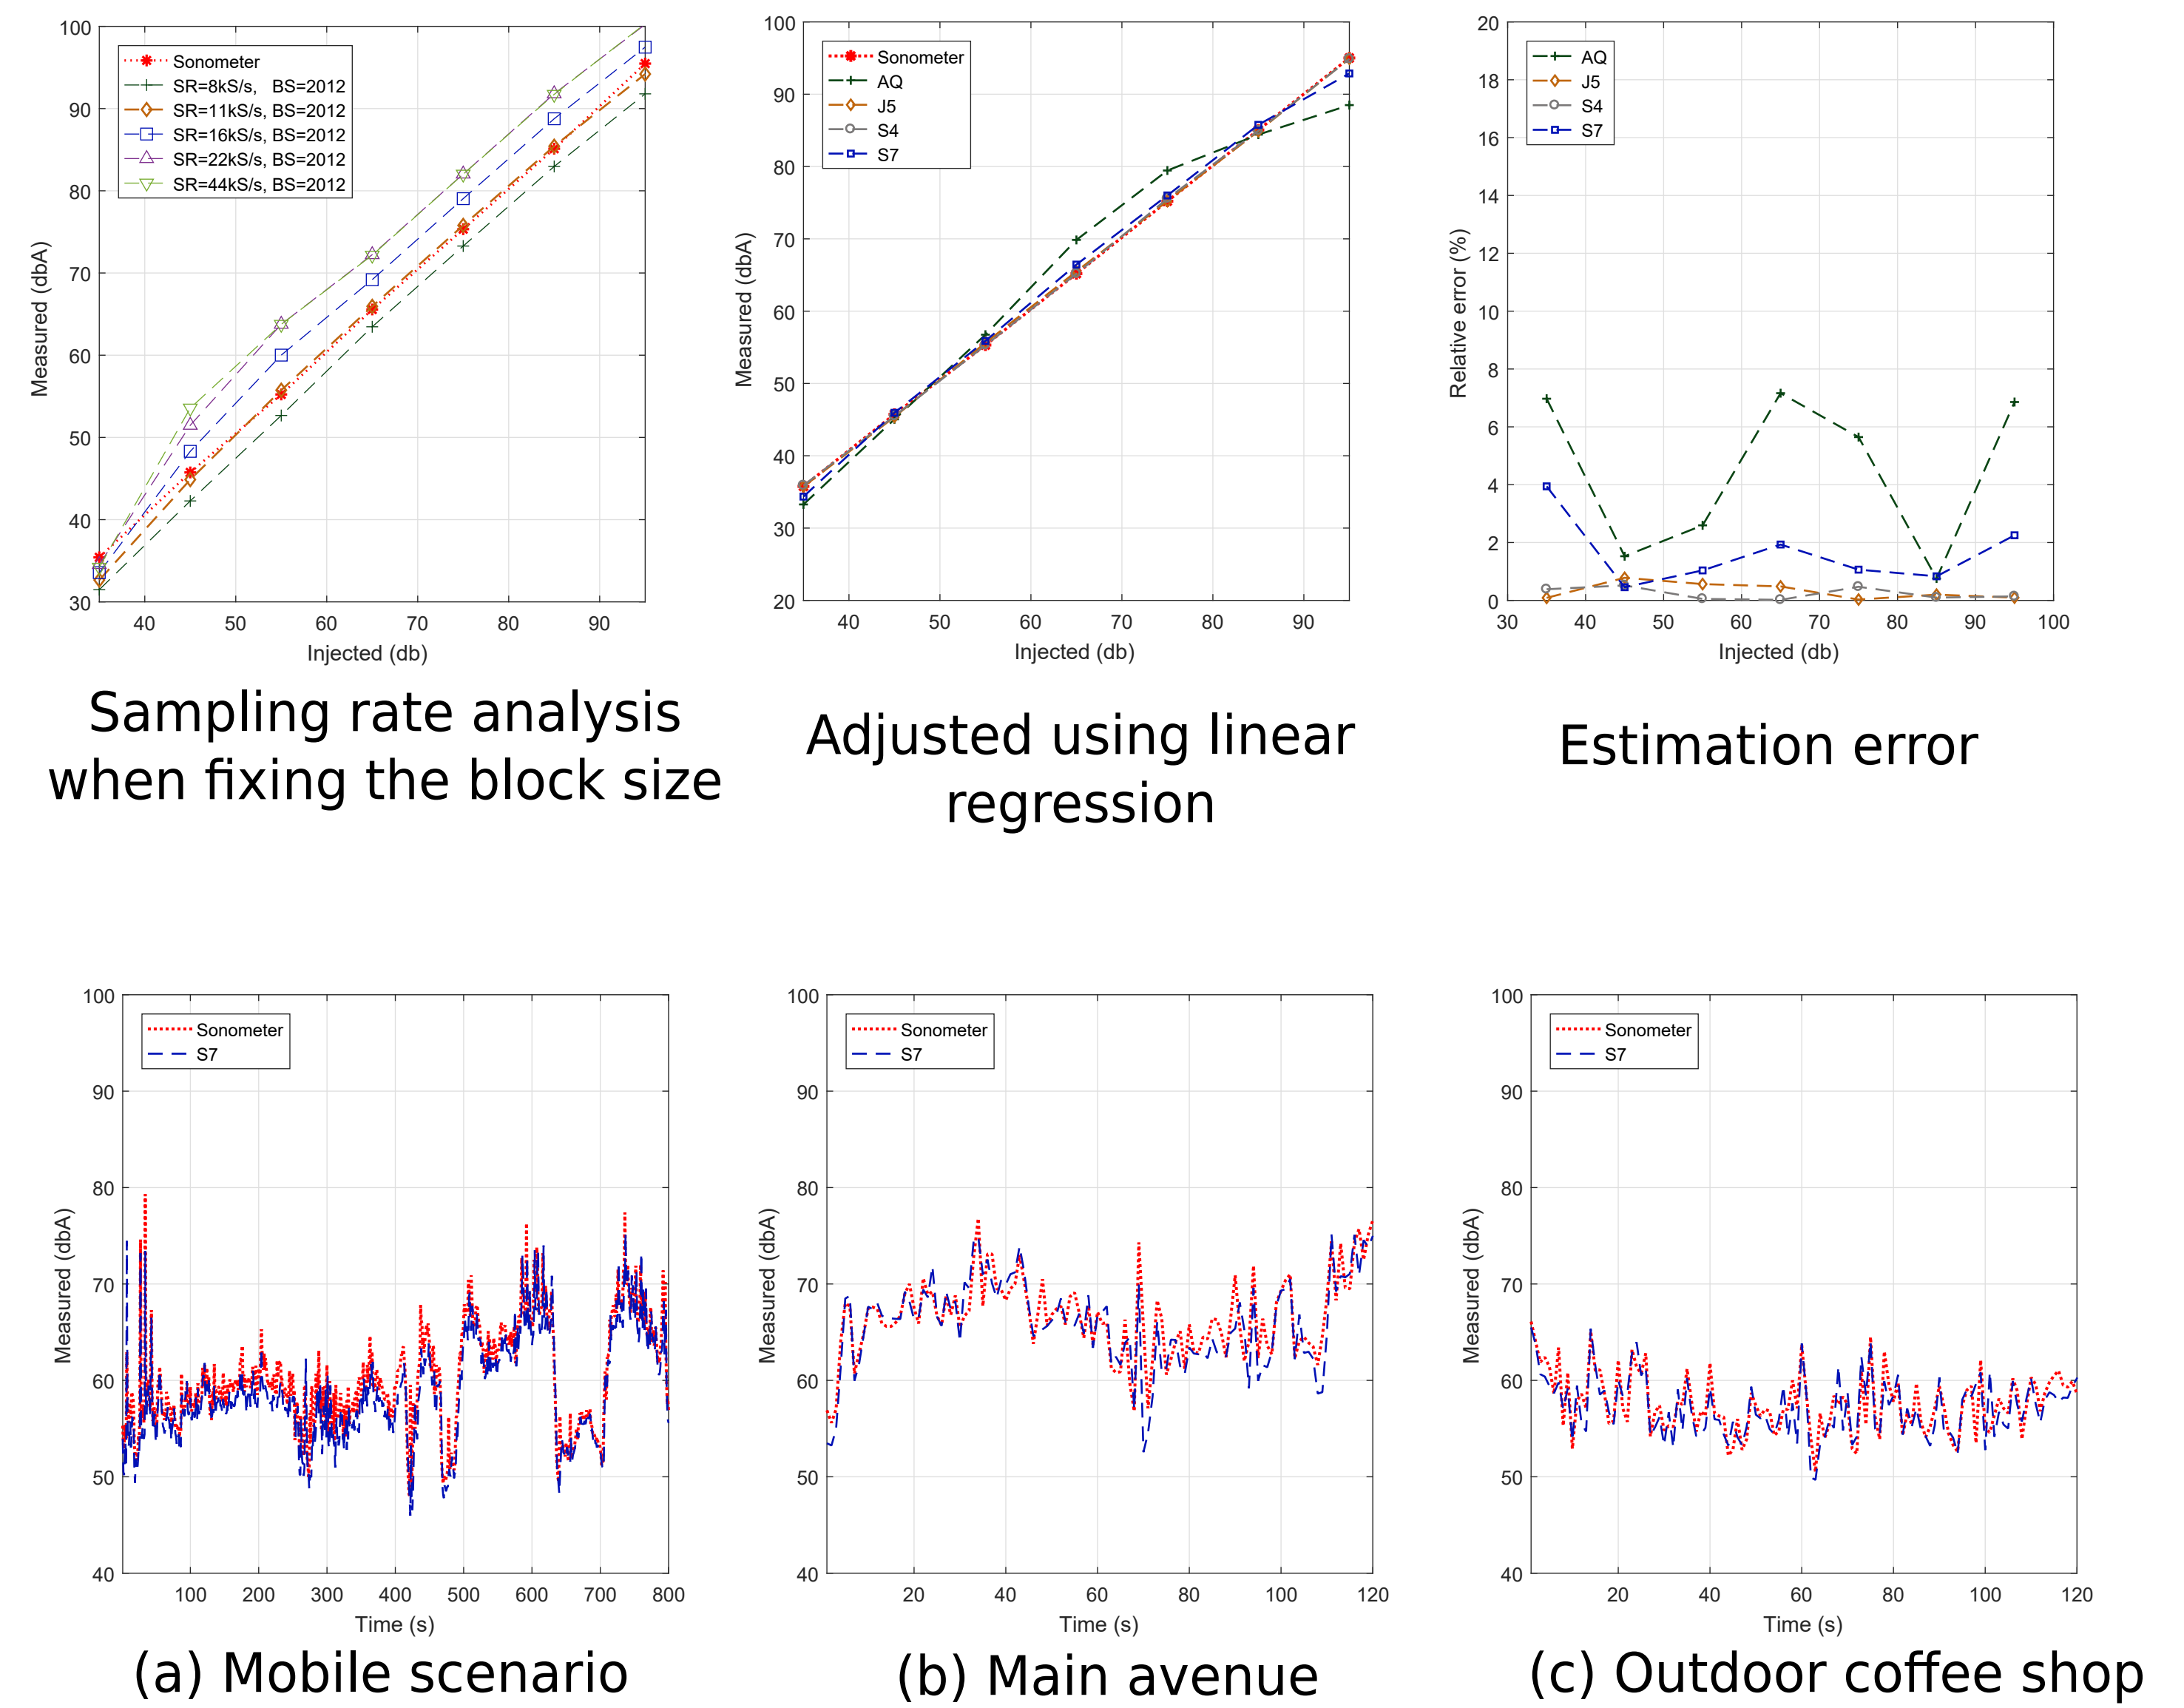 100
90
80
70
60
50
40
30
40 50 60 70 80 90
Measured (dbA)
Injected (db)
Sonometer
SR=8kS/s, BS=2012
SR=11kS/s, BS=2012
SR=16kS/s, BS=2012
SR=22kS/s, BS=2012
SR=44kS/s, BS=2012
Sampling rate analysis
when fixing the block size
100
90
80
70
60
50
40
30
20
40 50 60 70 80 90
Measured (dbA)
Injected (db)
Sonometer
AQ
J5
S4
S7
Adjusted using linear
regression
20
18
16
14
12
10
8
6
4
2
0
30 40 50 60 70 80 90 100
Relative error (%)
Injected (db)
AQ
J5
S4
S7
Estimation error
100
90
80
70
60
50
40
100 200 300 400 500 600 700 800
Measured (dbA)
Time (s)
Sonometer
S7
(a) Mobile scenario
100
90
80
70
60
50
40
20 40 60 80 100 120
Measured (dbA)
Time (s)
Sonometer
S7
(b) Main avenue
100
90
80
70
60
50
40
20 40 60 80 100 120
Measured (dbA)
Time (s)
Sonometer
S7
(c) Outdoor coffee shop